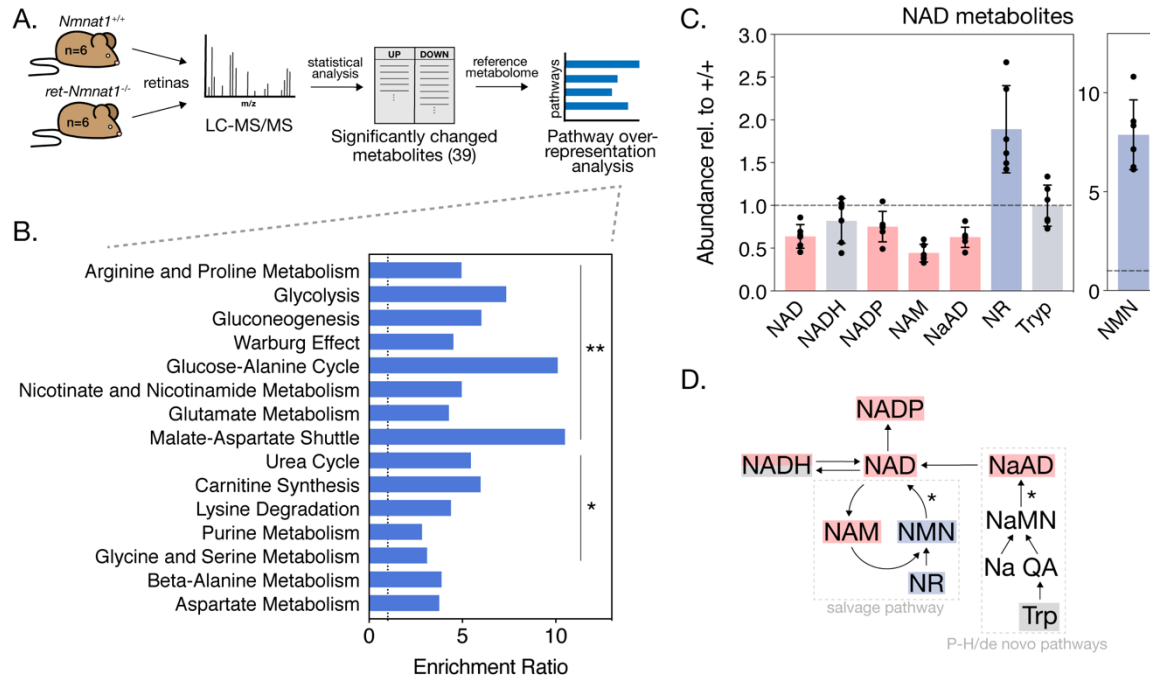 A.
Nmnat1+/+
n=6
ret-Nmnat1-/-
n=6
retinas
m/z
LC-MS/MS
statistical
analysis
UP DOWN
Significantly changed
metabolites (39)
reference
metabolome
pathways
Pathway over-
representation
analysis
B.
Arginine and Proline Metabolism
Glycolysis
Gluconeogenesis
Warburg Effect
Glucose-Alanine Cycle
Nicotinate and Nicotinamide Metabolism
Glutamate Metabolism
Malate-Aspartate Shuttle
Urea Cycle
Carnitine Synthesis
Lysine Degradation
Purine Metabolism
Glycine and Serine Metabolism
Beta-Alanine Metabolism
Aspartate Metabolism
**
*
0 5 10
Enrichment Ratio
C.
NAD metabolites
Abundance rel. to +/+
3.0
2.5
2.0
1.5
1.0
0.5
0.0
NAD NADH NADP NAM NaAD NR Tryp
10
5
0
NMN
D.
NADP
NADH NAD NaAD
* *
NAM NMN NaMN
NR Na QA
salvage pathway
Trp
P-H/de novo pathways